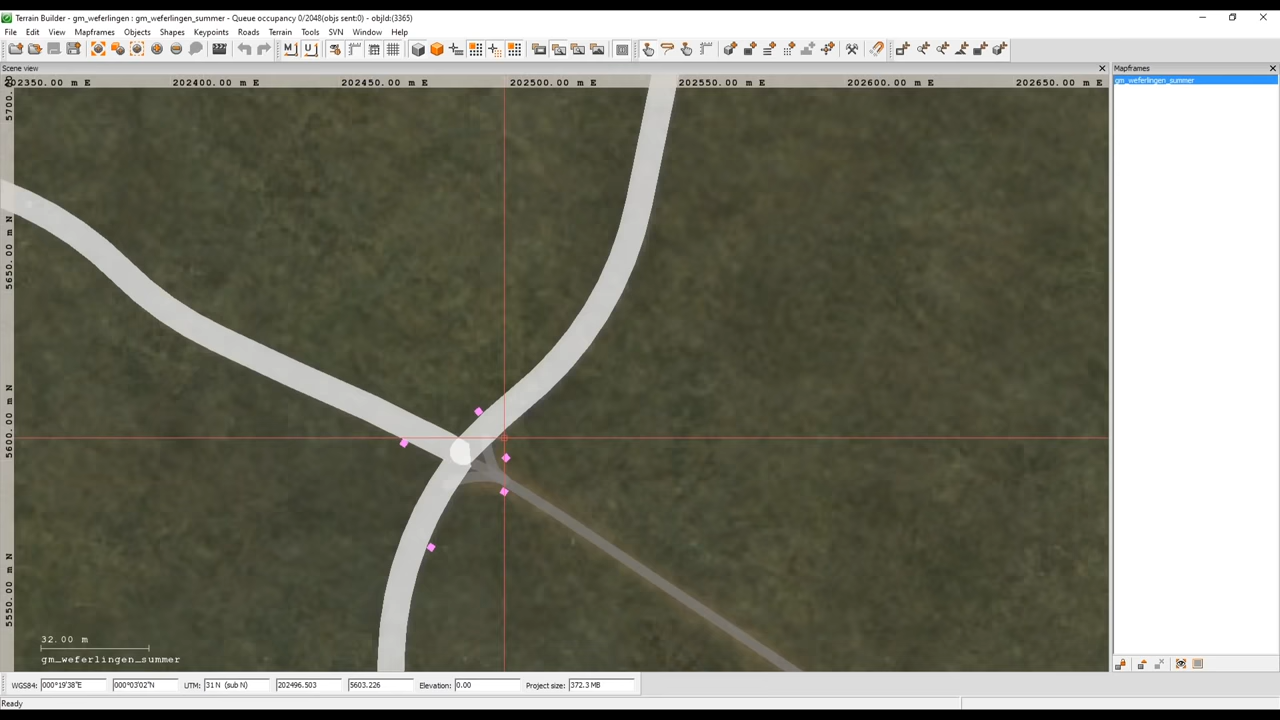 Terrain Builder - gm_weferlingen : gm_weferlingen_summer - Queue occupancy 0/2048(objs sent:0) - objId:(3365)
File Edit View Mapframes Objects Shapes Keypoints Roads Terrain Tools SVN Window Help
Scene view
Mapframes
202350.00 m E 202400.00 m E 202450.00 m E 202500.00 m E 202550.00 m E 202600.00 m E 202650.00 m E
gm_weferlingen_summer
5650.00 m N
5600.00 m N
5550.00 m N
32.00 m
gm_weferlingen_summer
WGS84: 000°19'38"E 000°03'02"N UTM: 31 N (sub N) 202496.503 5603.226 Elevation: 0.00 Project size: 372.3 MB
Ready